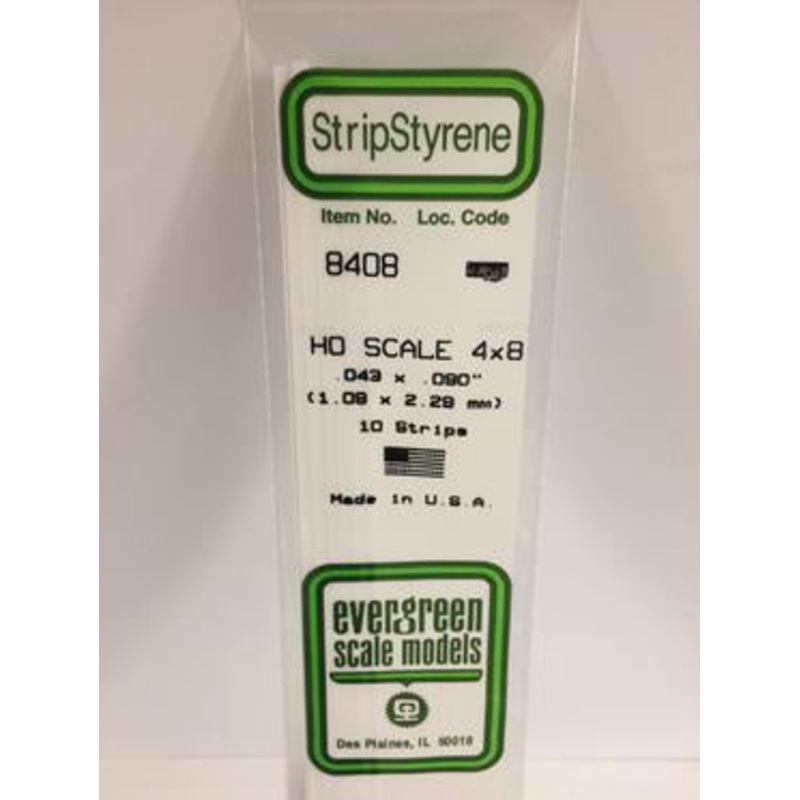 StripStyrene
Item No. Loc. Code
8408
HO SCALE 4x8
.043 x .090"
(1.09 x 2.29 mm)
10 Strips
Made in U.S.A.
evergreen
scale models
Des Plaines, IL 60018